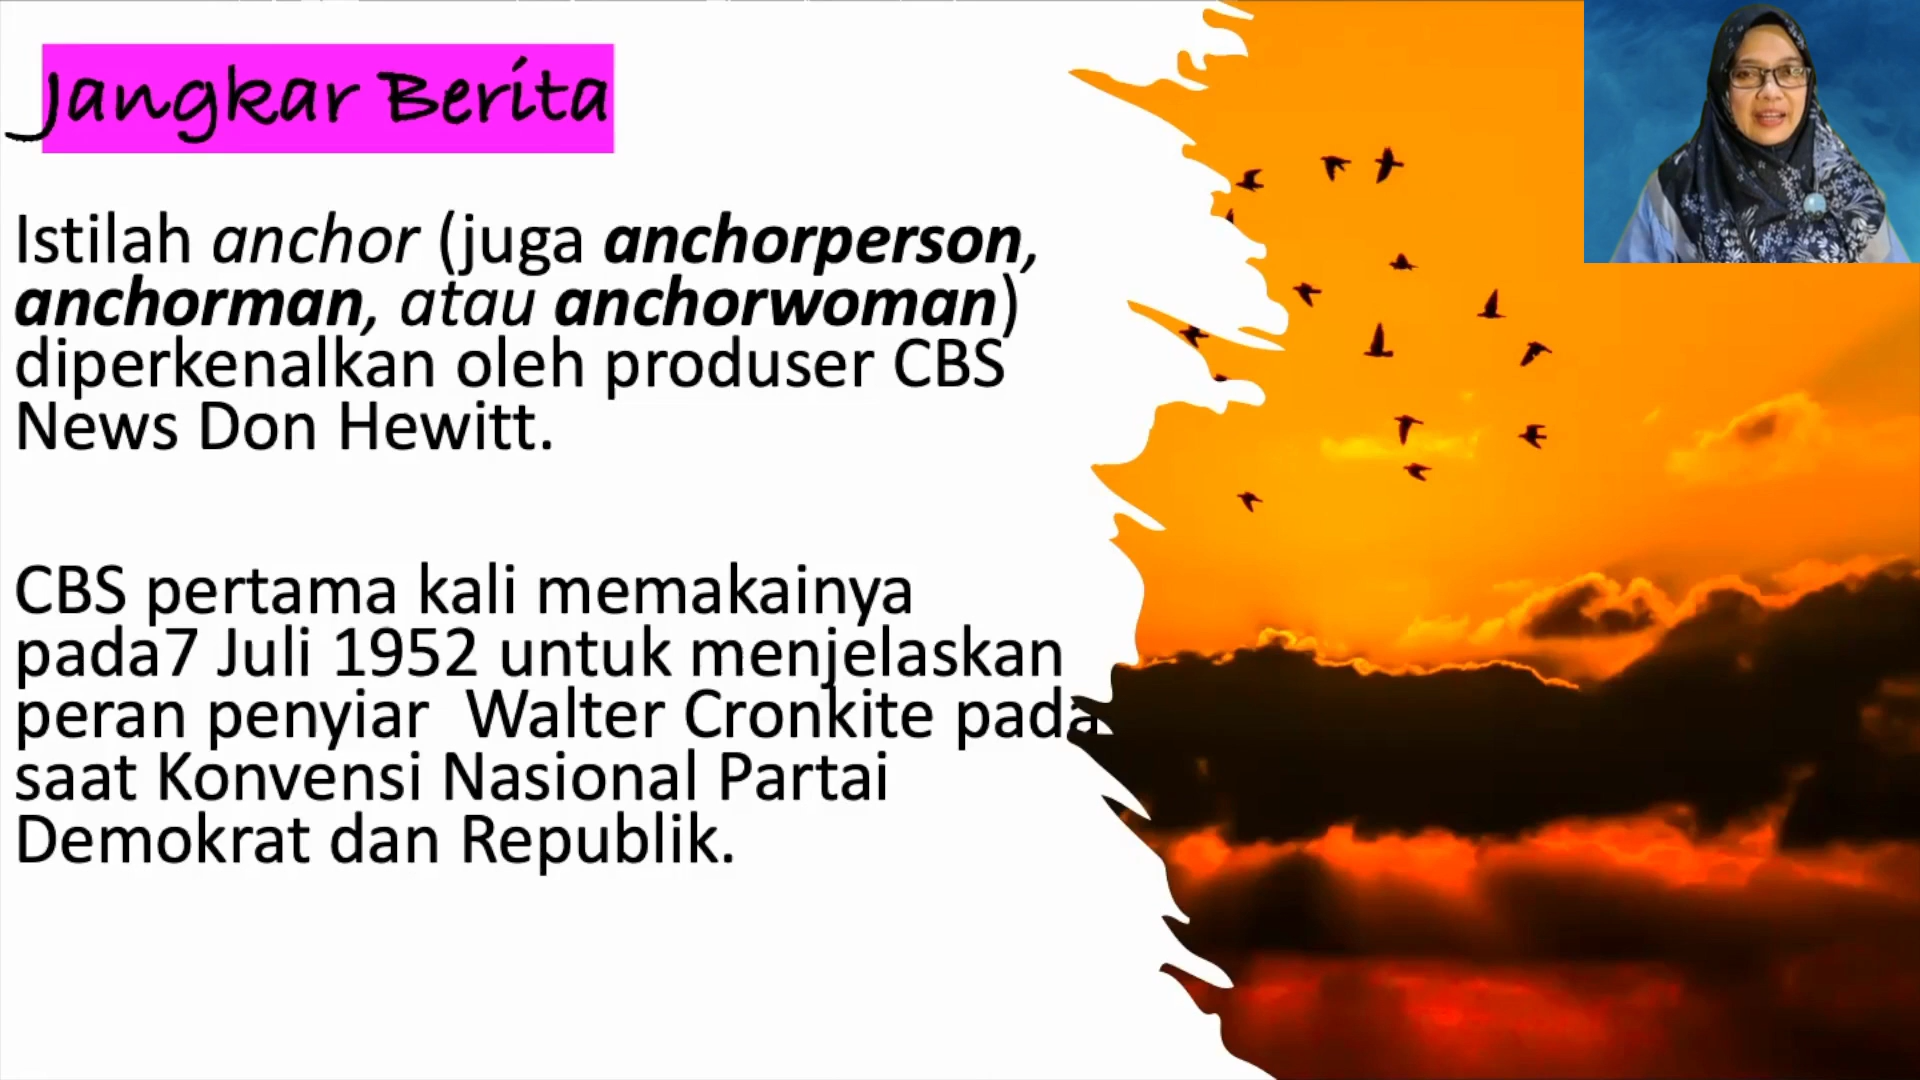 Jangkar Berita
Istilah anchor (juga anchorperson,
anchorman, atau anchorwoman)
diperkenalkan oleh produser CBS
News Don Hewitt.
CBS pertama kali memakainya
pada7 Juli 1952 untuk menjelaskan
peran penyiar  Walter Cronkite pada
saat Konvensi Nasional Partai
Demokrat dan Republik.